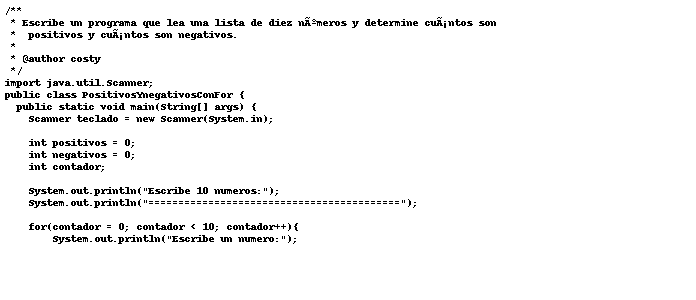 /**
 * Escribe un programa que lea una lista de diez nÃºmeros y determine cuÃ¡ntos son
 *  positivos y cuÃ¡ntos son negativos.
 *
 * @author costy
 */
import java.util.Scanner;
public class PositivosYnegativosConFor {
  public static void main(String[] args) {
    Scanner teclado = new Scanner(System.in);
    int positivos = 0;
    int negativos = 0;
    int contador;
    System.out.println("Escribe 10 numeros:");
    System.out.println("==========================================");
    for(contador = 0; contador < 10; contador++){
        System.out.println("Escribe un numero:");